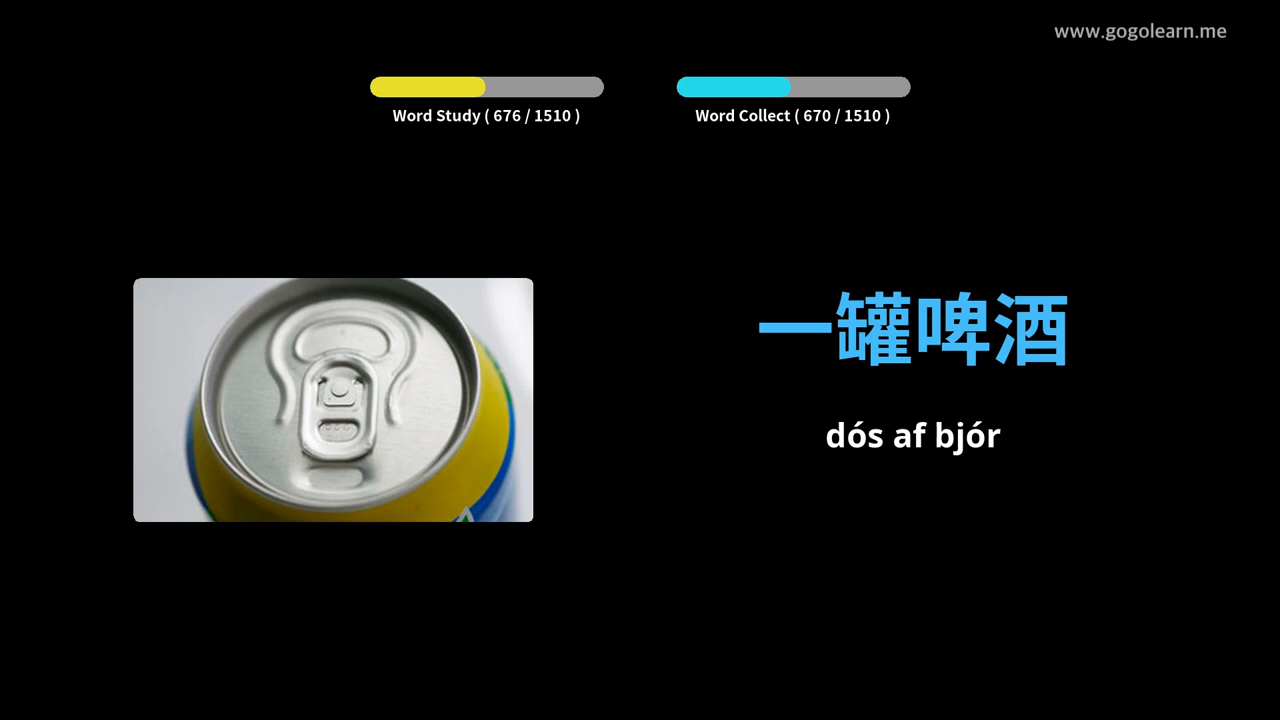 www.gogolearn.me
Word Study ( 676 / 1510 )
Word Collect ( 670 / 1510 )
一罐啤酒
dós af bjór